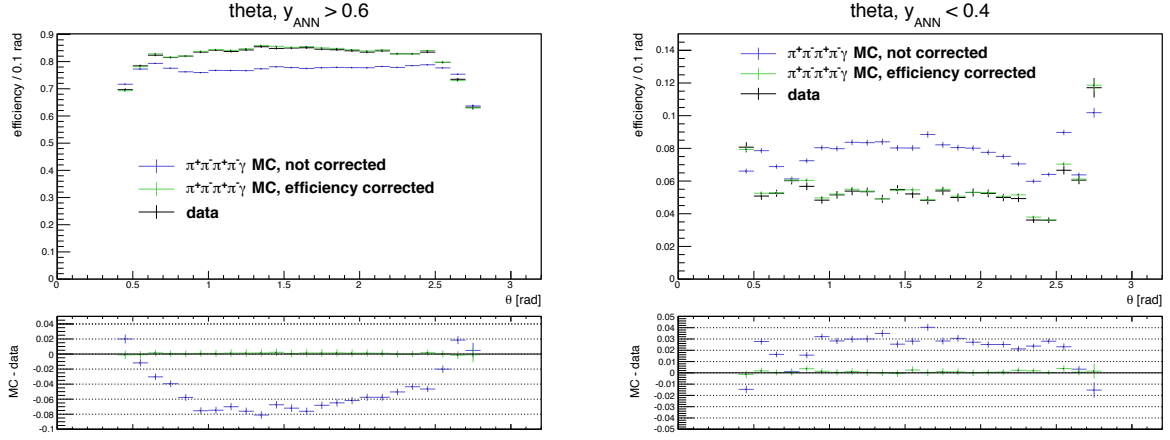 theta, y_ANN > 0.6
efficiency / 0.1 rad
0.9
0.8
0.7
0.6
0.5
0.4
0.3
0.2
0.1
0
π⁺π⁻π⁺π⁻γ MC, not corrected
π⁺π⁻π⁺π⁻γ MC, efficiency corrected
data
0 0.5 1 1.5 2 2.5 3
θ [rad]
MC - data
0.04
0.02
0
-0.02
-0.04
-0.06
-0.08
-0.1
theta, y_ANN < 0.4
efficiency / 0.1 rad
0.14
0.12
0.1
0.08
0.06
0.04
0.02
0
π⁺π⁻π⁺π⁻γ MC, not corrected
π⁺π⁻π⁺π⁻γ MC, efficiency corrected
data
0 0.5 1 1.5 2 2.5 3
θ [rad]
MC - data
0.05
0.04
0.03
0.02
0.01
0
-0.01
-0.02
-0.03
-0.04
-0.05